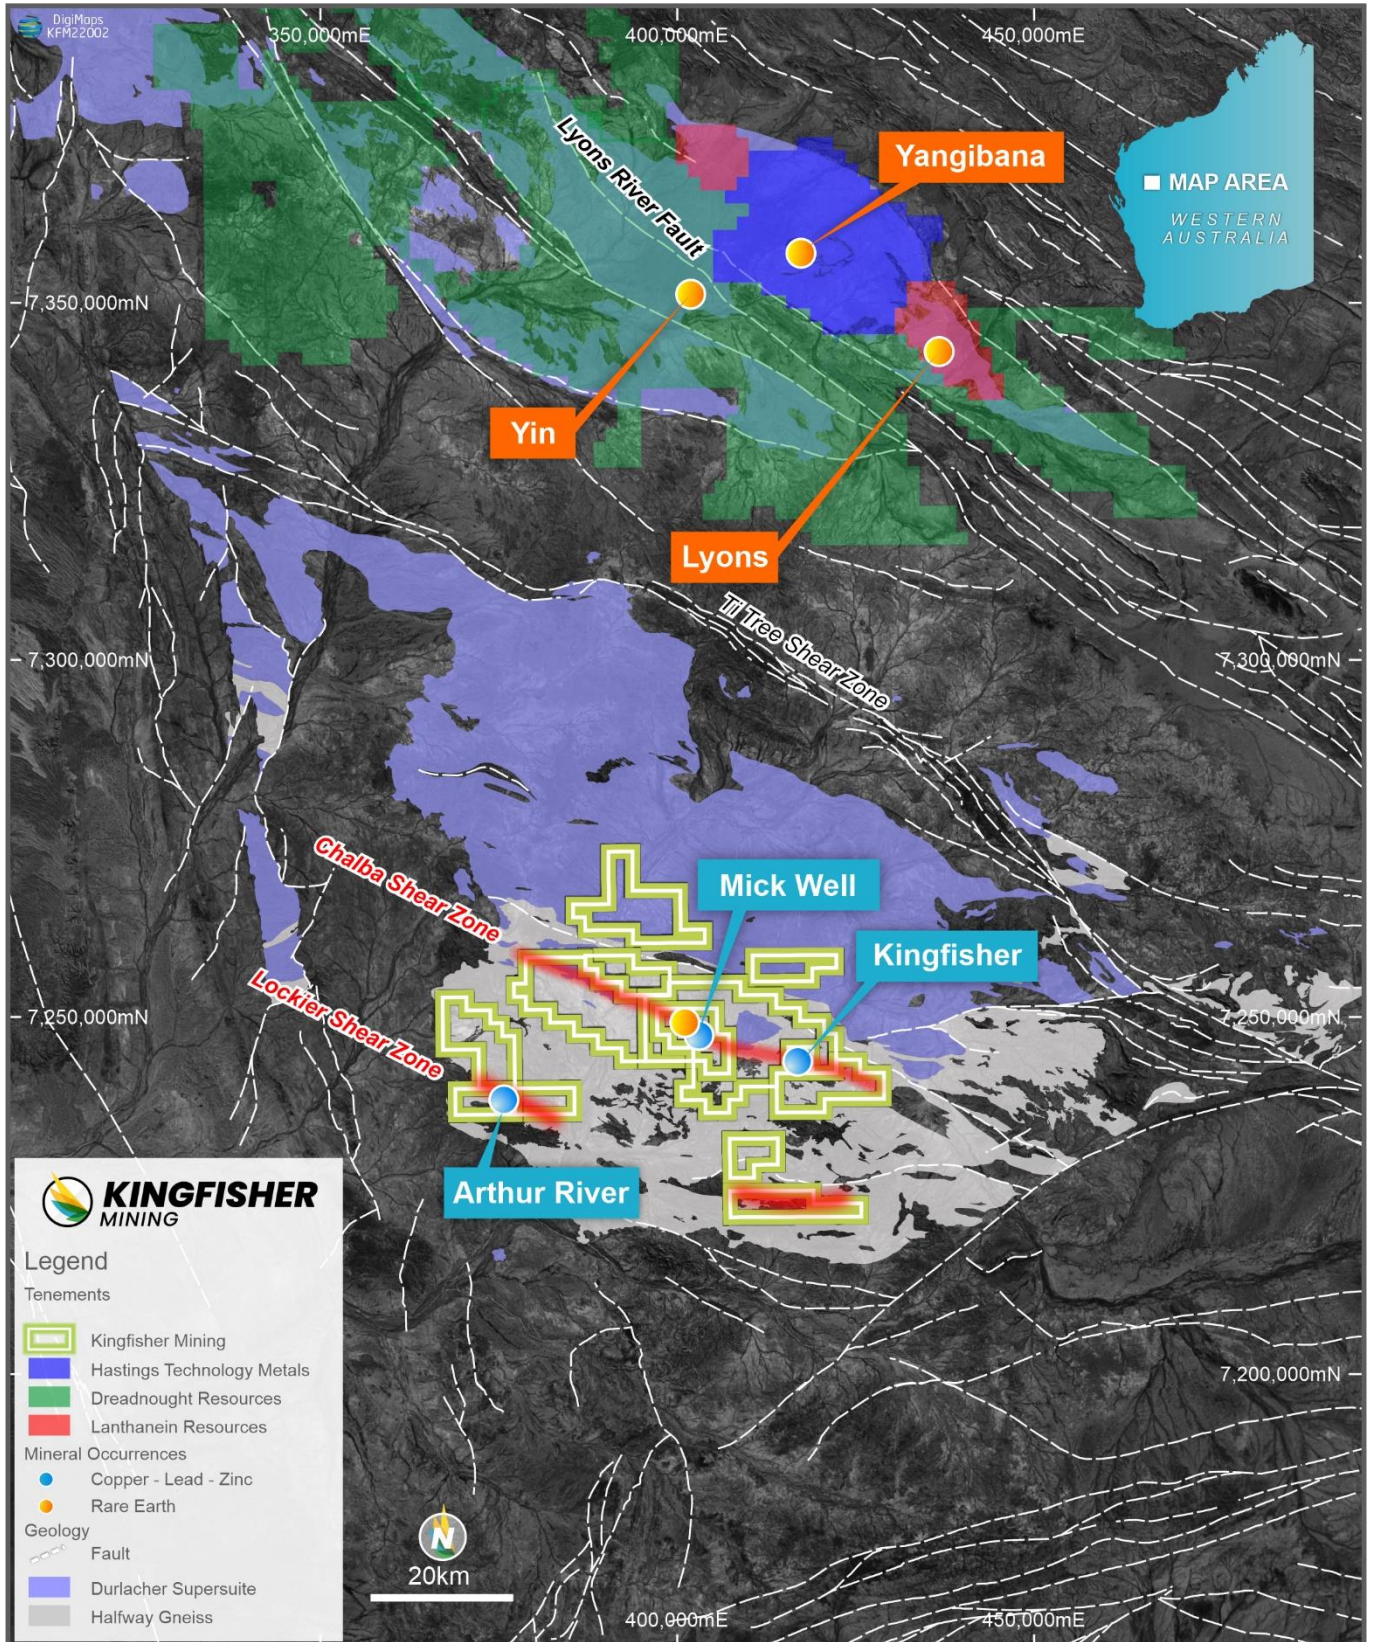 DigiMaps
KFM22002
350,000mE
400,000mE
450,000mE
Lyons River Fault
Yangibana
MAP AREA
WESTERN
AUSTRALIA
7,350,000mN
Yin
Lyons
Ti Tree Shear Zone
7,300,000mN
7,300,000mN
Chalba Shear Zone
Mick Well
Kingfisher
Lockier Shear Zone
7,250,000mN
7,250,000mN
Arthur River
KINGFISHER
MINING
Legend
Tenements
Kingfisher Mining
Hastings Technology Metals
Dreadnought Resources
Lanthanein Resources
Mineral Occurrences
Copper - Lead - Zinc
Rare Earth
Geology
Fault
Durlacher Supersuite
Halfway Gneiss
7,200,000mN
N
20km
400,000mE
450,000mE